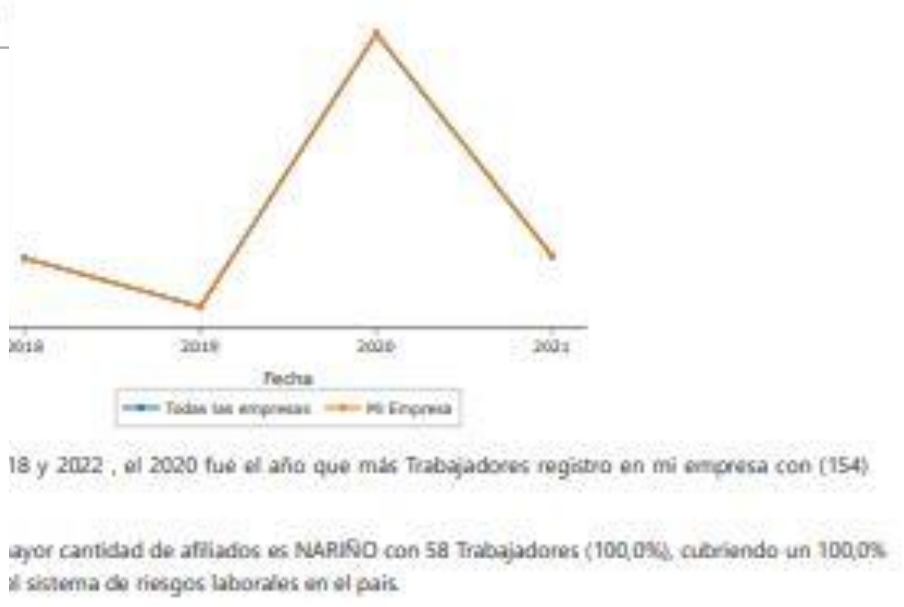 2018 2019 2020 2021
Fecha
Todas las empresas Mi Empresa
18 y 2022 , el 2020 fue el año que más Trabajadores registro en mi empresa con (154)
ayor cantidad de afiliados es NARIÑO con 58 Trabajadores (100,0%), cubriendo un 100,0%
l sistema de riesgos laborales en el país.